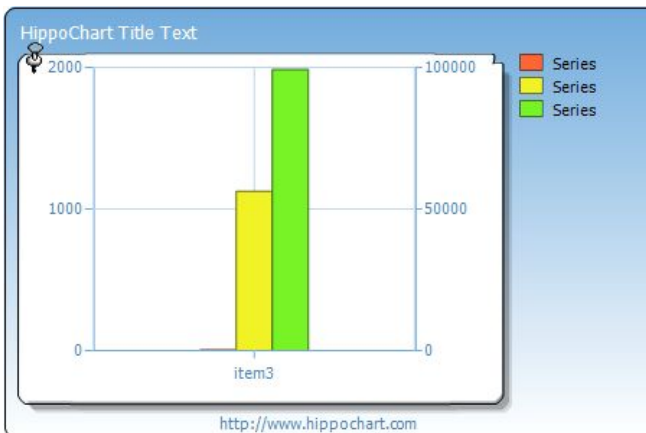 HippoChart Title Text
2000
1000
0
100000
50000
0
item3
Series
Series
Series
http://www.hippochart.com